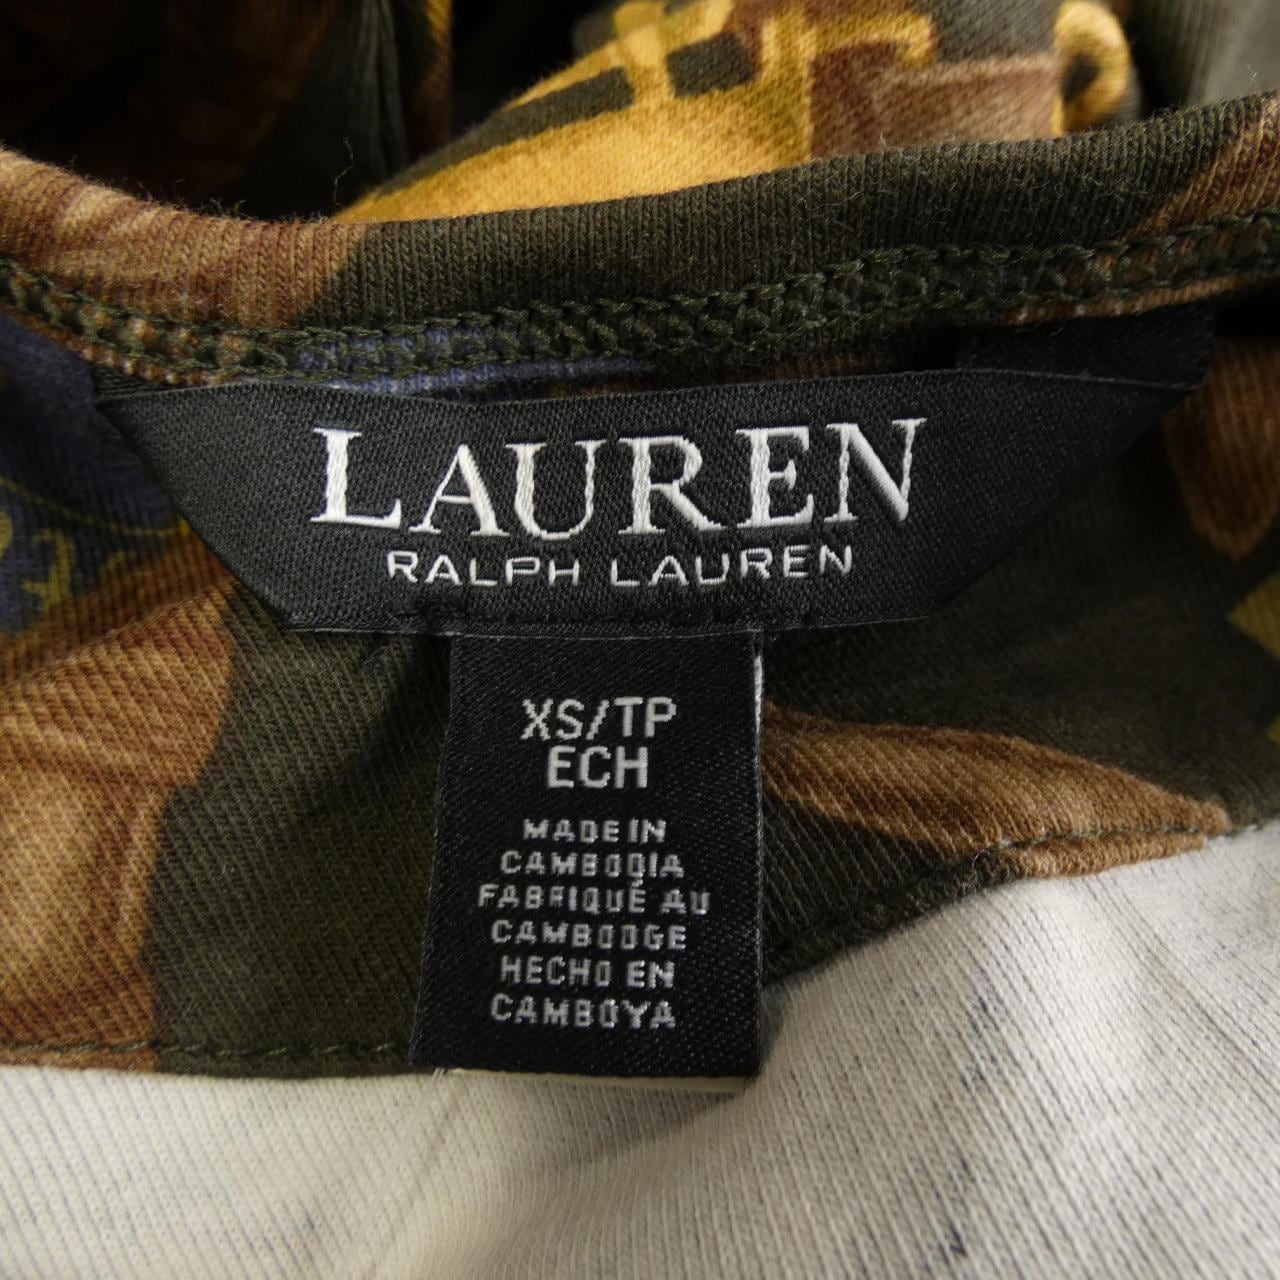 LAUREN
RALPH LAUREN
XS/TP
ECH
MADE IN
CAMBODIA
FABRIQUÉ AU
CAMBODGE
HECHO EN
CAMBOYA